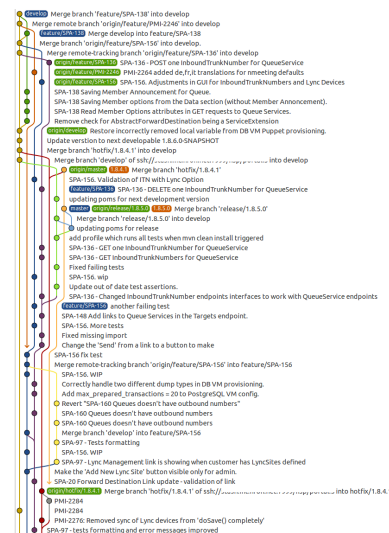 develop Merge branch 'feature/SPA-138' into develop
Merge remote branch 'origin/feature/PMI-2246' into develop
feature/SPA-138 Merge develop into feature/SPA-138
Merge branch 'origin/feature/SPA-156' into develop.
Merge remote-tracking branch 'origin/feature/SPA-136' into develop
origin/feature/SPA-136 SPA-136 - POST one InboundTrunkNumber for QueueService
origin/feature/PMI-2246 PMI-2264 added de,fr,it translations for mmeeting defaults
origin/feature/SPA-156 SPA-156. Adjustments in GUI for InboundTrunkNumbers and Lync Devices
SPA-138 Saving Member Announcement for Queue.
SPA-138 Saving Member options from the Data section (without Member Announcement).
SPA-138 Read Member Options attributes in GET requests to Queue Services.
Remove check for AbstractForwardDestination being a ServiceExtension
origin/develop Restore incorrectly removed local variable from DB VM Puppet provisioning.
Update verstion to next developable 1.8.6.0-SNAPSHOT
Merge branch 'hotfix/1.8.4.1' into develop
Merge branch 'develop' of ssh:// into develop
origin/master 1.8.4.1 Merge branch 'hotfix/1.8.4.1'
SPA-156. Validation of ITN with Lync Option
feature/SPA-136 SPA-136 - DELETE one InboundTrunkNumber for QueueService
updating poms for next development version
master origin/release/1.8.5.0 1.8.5.0 Merge branch 'release/1.8.5.0'
Merge branch 'release/1.8.5.0' into develop
updating poms for release
add profile which runs all tests when mvn clean install triggered
SPA-136 - GET one InboundTrunkNumber for QueueService
SPA-136 - GET all InboundTrunkNumbers for QueueService
Fixed failing tests
SPA-156. wip
Update out of date test assertions.
SPA-136 - Changed InboundTrunkNumber endpoints interfaces to work with QueueService endpoints
feature/SPA-156 another failing test
SPA-148 Add links to Queue Services in the Targets endpoint.
SPA-156. More tests
Fixed missing import
Change the 'Send' from a link to a button to make
SPA-156 fix test
Merge remote-tracking branch 'origin/feature/SPA-156' into feature/SPA-156
SPA-156. WIP
Correctly handle two different dump types in DB VM provisioning.
Add max_prepared_transactions = 20 to PostgreSQL VM config.
Revert "SPA-160 Queues doesn't have outbound numbers"
SPA-160 Queues doesn't have outbound numbers
SPA-160 Queues doesn't have outbound numbers
Merge branch 'develop' into feature/SPA-156
SPA-97 - Tests formatting
SPA-156. WIP
SPA-97 - Lync Management link is showing when customer has LyncSites defined
Make the 'Add New Lync Site' button visible only for admin.
SPA-20 Forward Destination Link update - validation of link
origin/hotfix/1.8.4.1 Merge branch 'hotfix/1.8.4.1' of ssh:// into hotfix/1.8.4.
PMI-2284
PMI-2284
PMI-2276: Removed sync of Lync devices from 'doSave() completely'
SPA-97 - tests formatting and error messages improved